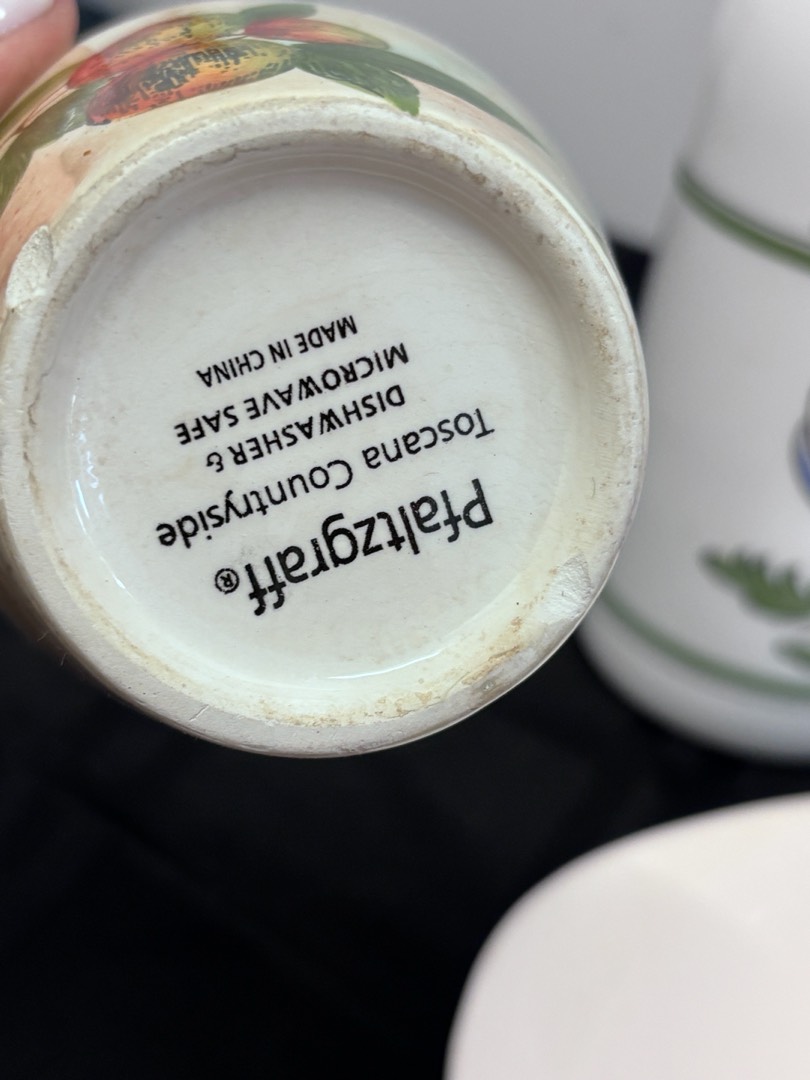 Pfaltzgraff®
Toscana Countryside
DISHWASHER &
MICROWAVE SAFE
MADE IN CHINA